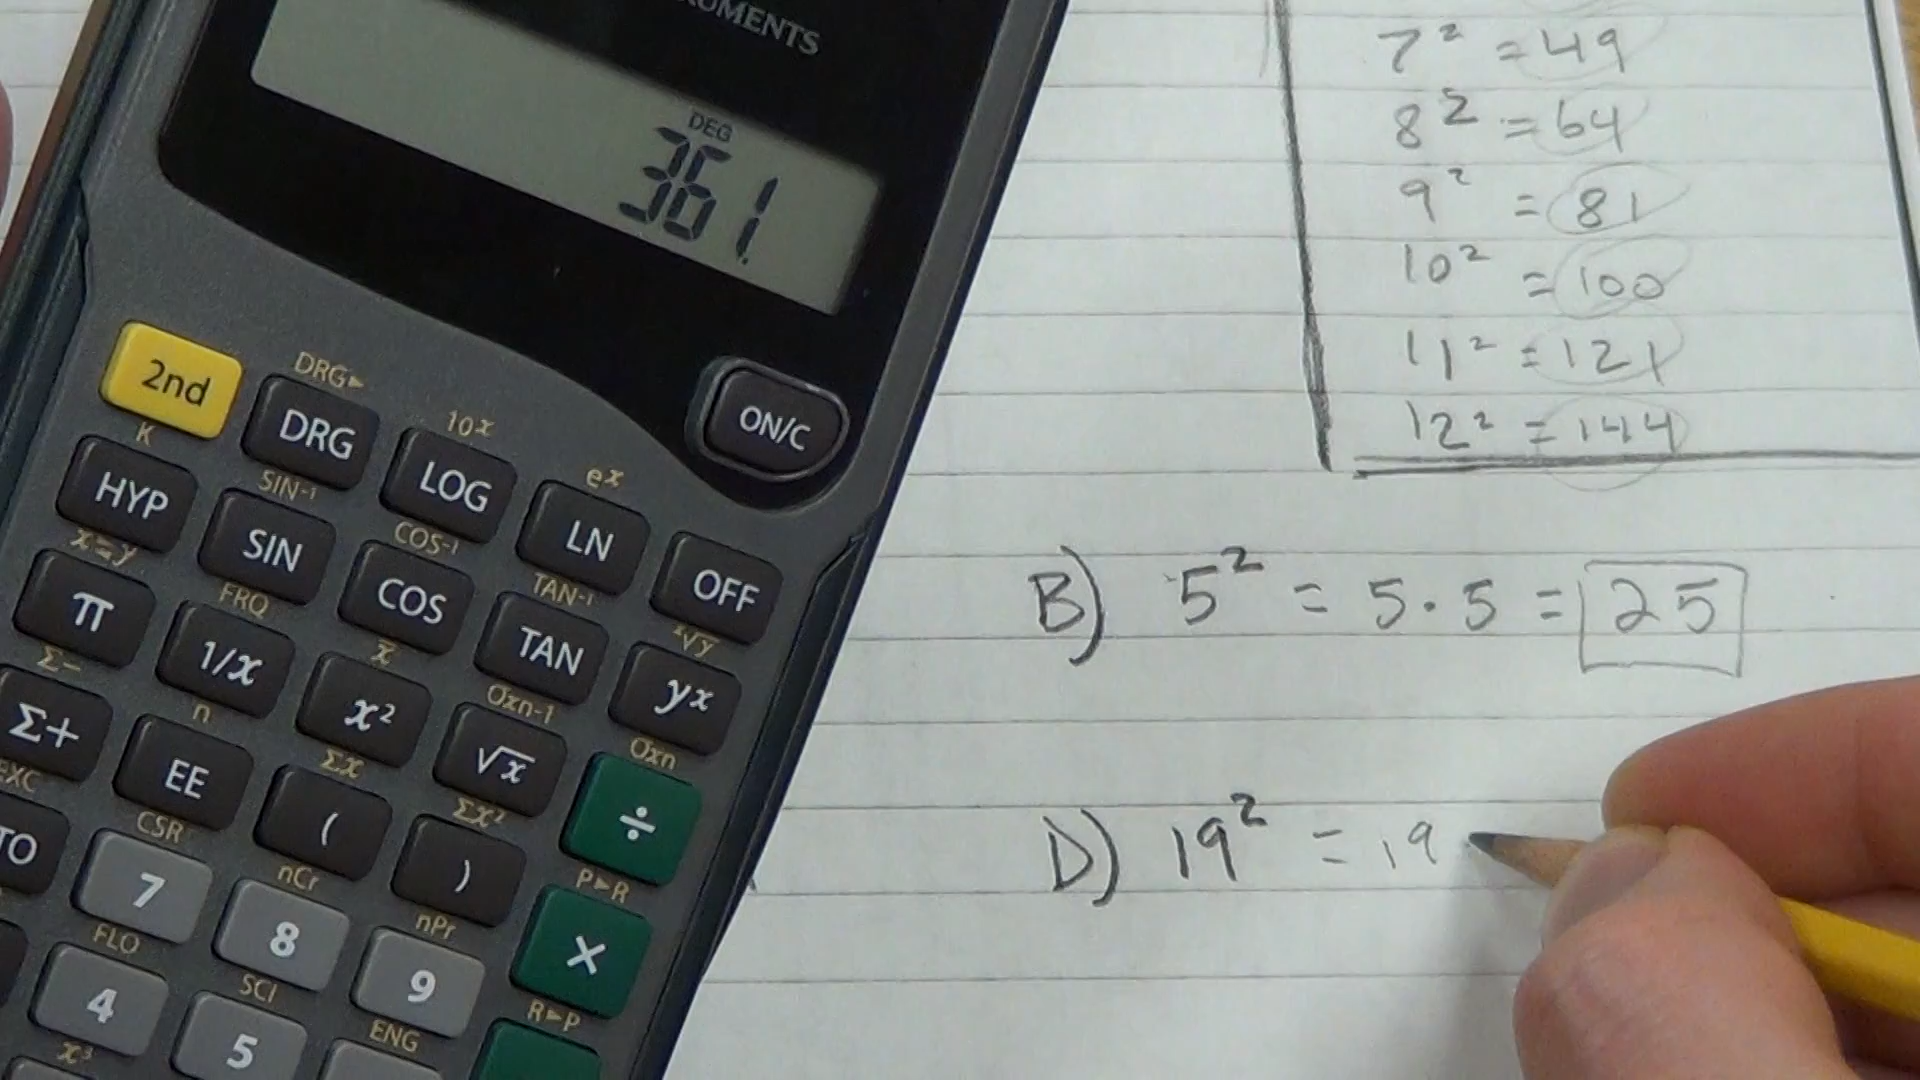 RUMENTS
DEG
361.
2nd
DRG▸
DRG
10x
LOG
ex
LN
ON/C
OFF
K
HYP
SIN-1
SIN
COS-1
COS
TAN-1
TAN
x√y
yx
x⇋y
π
FRQ
1/x
x̄
x²
σxn-1
√x
σxn
÷
Σ-
Σ+
n
EE
Σx
(
Σx²
)
P▸R
X
EXC
TO
CSR
7
nCr
8
nPr
9
R▸P
FLO
4
SCI
5
ENG
x³
7² = 49
8² = 64
9² = 81
10² = 100
11² = 121
12² = 144
B) 5² = 5 · 5 = 25
D) 19² = 19